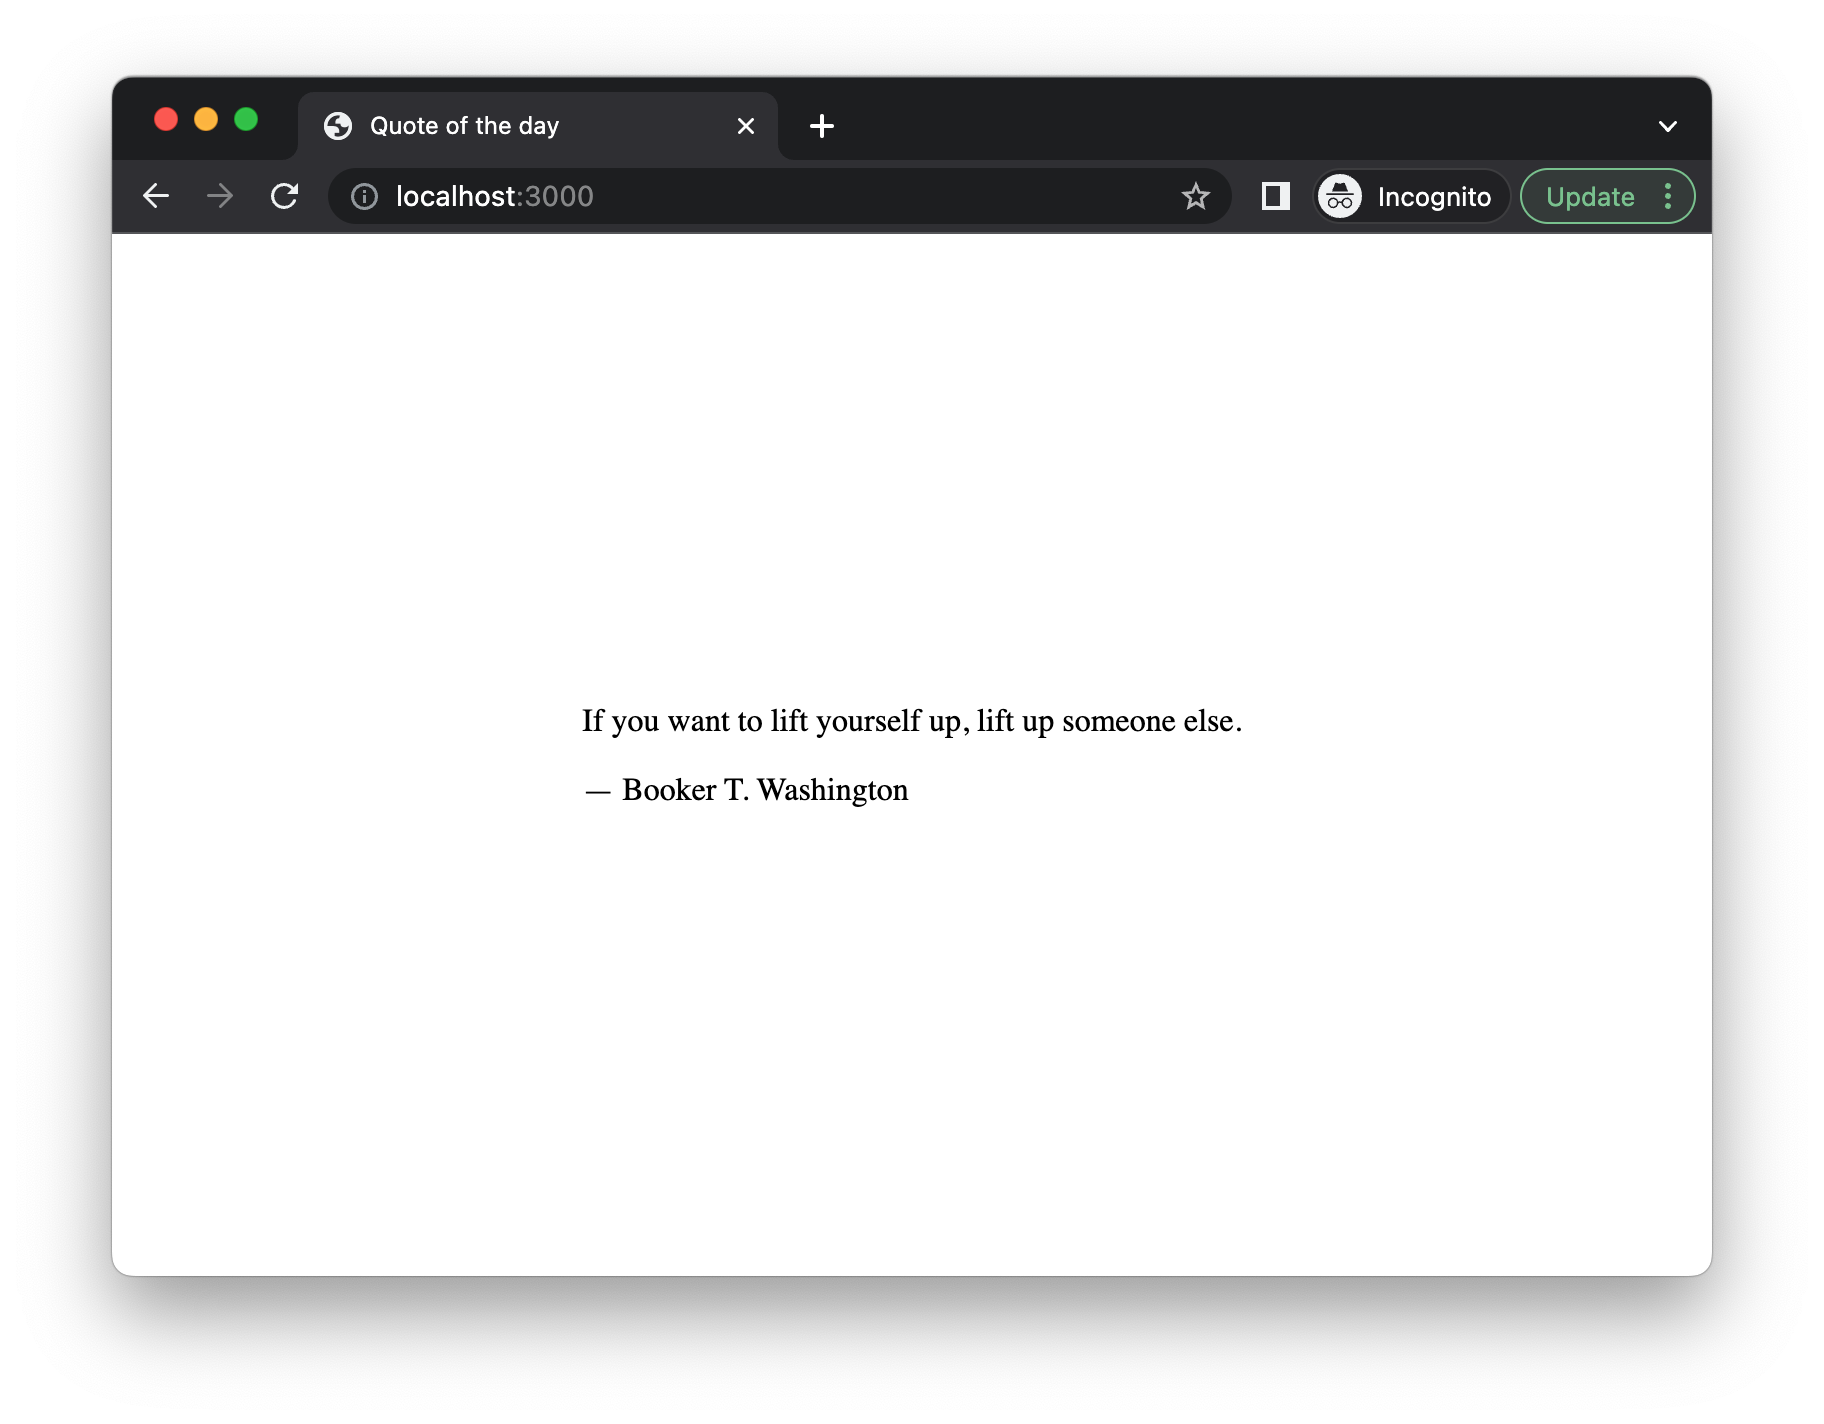 Quote of the day
localhost:3000
Incognito
Update
If you want to lift yourself up, lift up someone else.
— Booker T. Washington